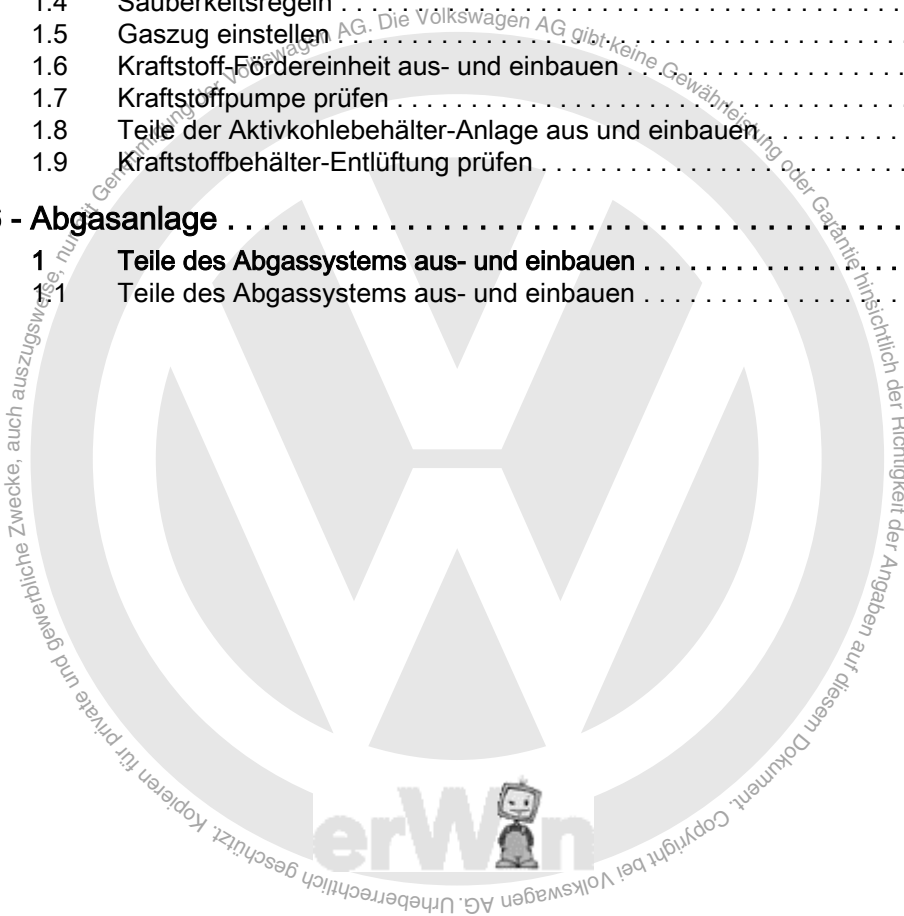 1.4 Sauberkeitsregeln . . . . . . . . . . . . . . . . . . . . . . . . . . . . . . . . . . . . .
1.5 Gaszug einstellen . . . . . . . . . . . . . . . . . . . . . . . . . . . . . . . . . . . . .
1.6 Kraftstoff-Fördereinheit aus- und einbauen . . . . . . . . . . . . . . . . . .
1.7 Kraftstoffpumpe prüfen . . . . . . . . . . . . . . . . . . . . . . . . . . . . . . . . .
1.8 Teile der Aktivkohlebehälter-Anlage aus und einbauen . . . . . . . . .
1.9 Kraftstoffbehälter-Entlüftung prüfen . . . . . . . . . . . . . . . . . . . . . . .
- Abgasanlage . . . . . . . . . . . . . . . . . . . . . . . . . . . . . . . . . . . . .
1 Teile des Abgassystems aus- und einbauen . . . . . . . . . . . . . . . . .
1.1 Teile des Abgassystems aus- und einbauen . . . . . . . . . . . . . . . . .
Urheberrechtlich geschützt. Kopieren für private und gewerbliche Zwecke, auch auszugsweise, nur mit Genehmigung der Volkswagen AG. Die Volkswagen AG gibt keine Gewährleistung oder Garantie hinsichtlich der Richtigkeit der Angaben auf diesem Dokument. Copyright bei Volkswagen AG.
erWin